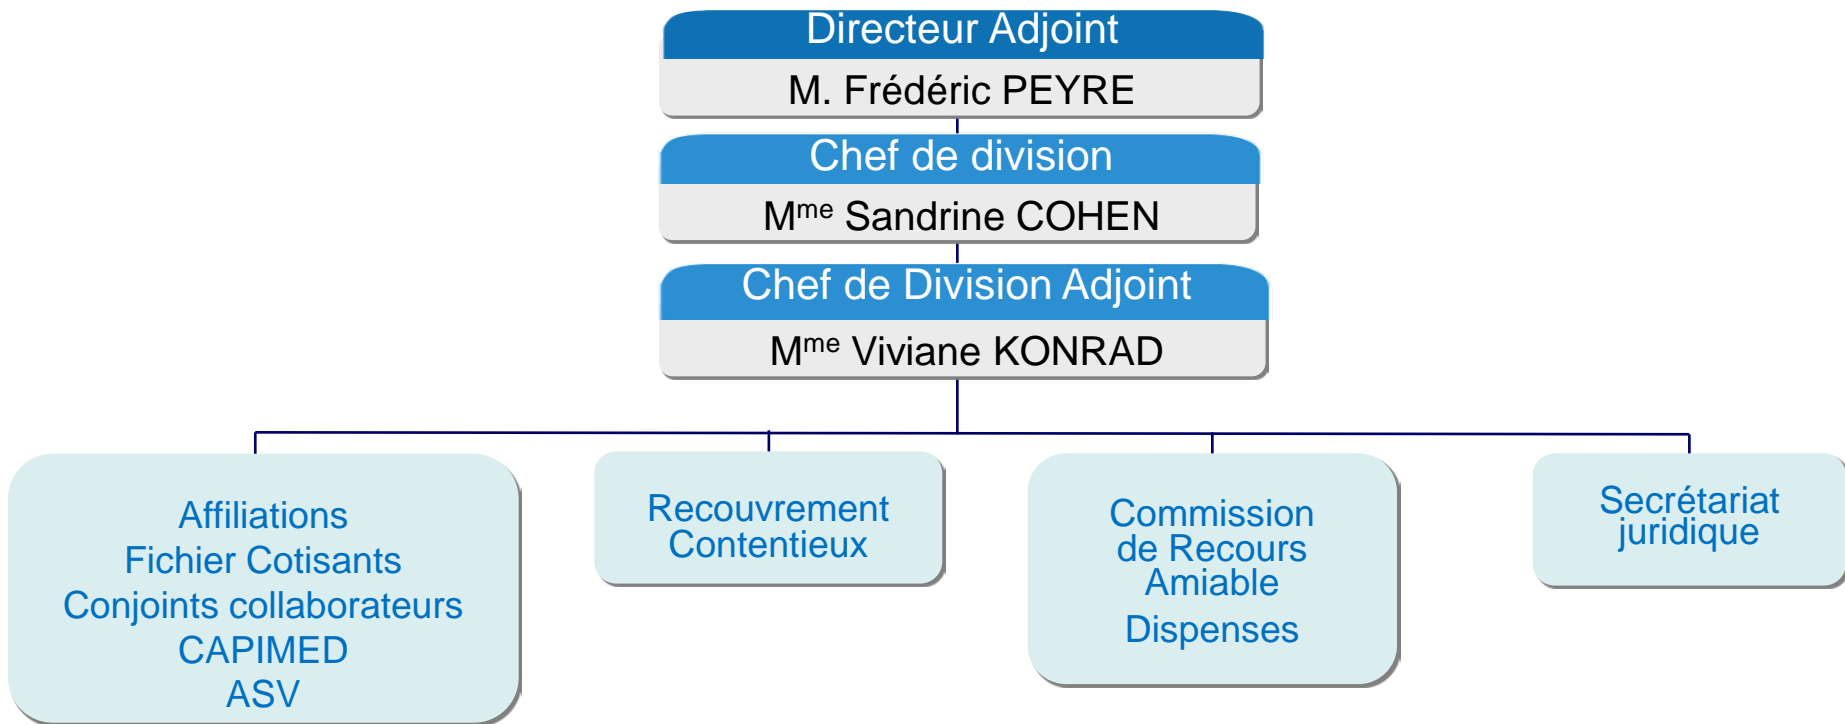 Directeur Adjoint
M. Frédéric PEYRE
Chef de division
Mme Sandrine COHEN
Chef de Division Adjoint
Mme Viviane KONRAD
Affiliations
Fichier Cotisants
Conjoints collaborateurs
CAPIMED
ASV
Recouvrement
Contentieux
Commission
de Recours
Amiable
Dispenses
Secrétariat
juridique